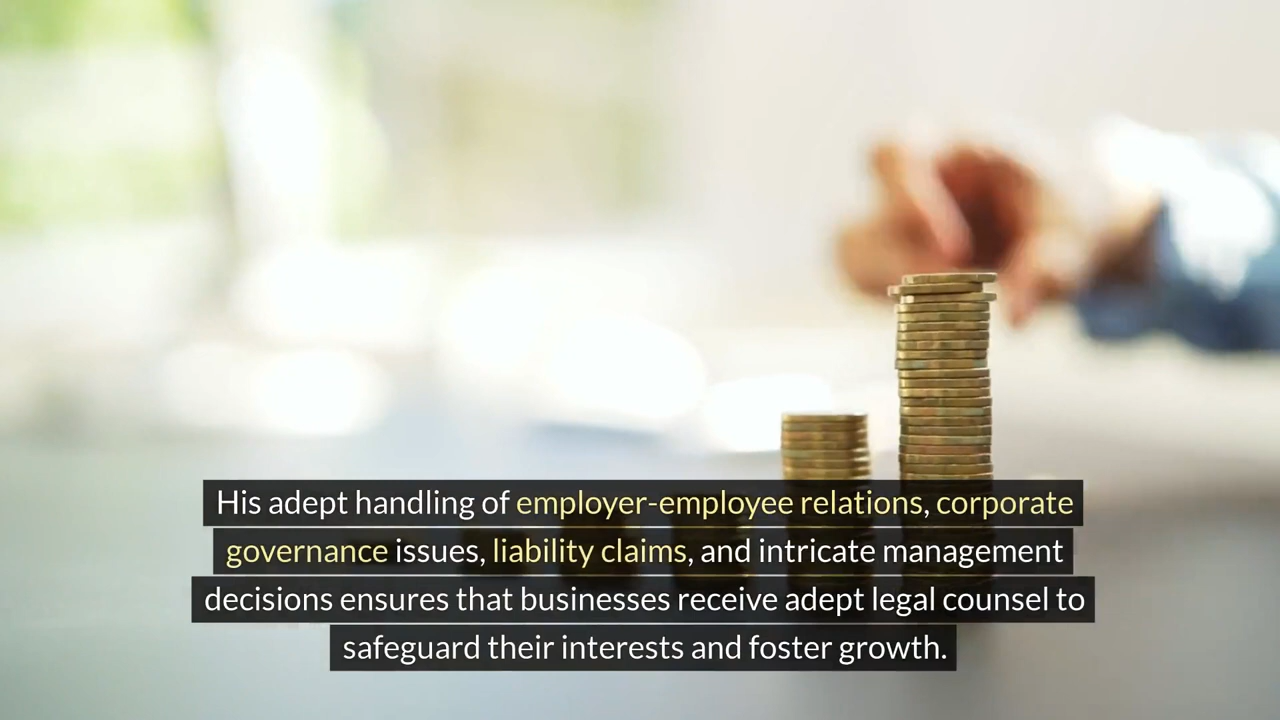 His adept handling of employer-employee relations, corporate
governance issues, liability claims, and intricate management
decisions ensures that businesses receive adept legal counsel to
safeguard their interests and foster growth.